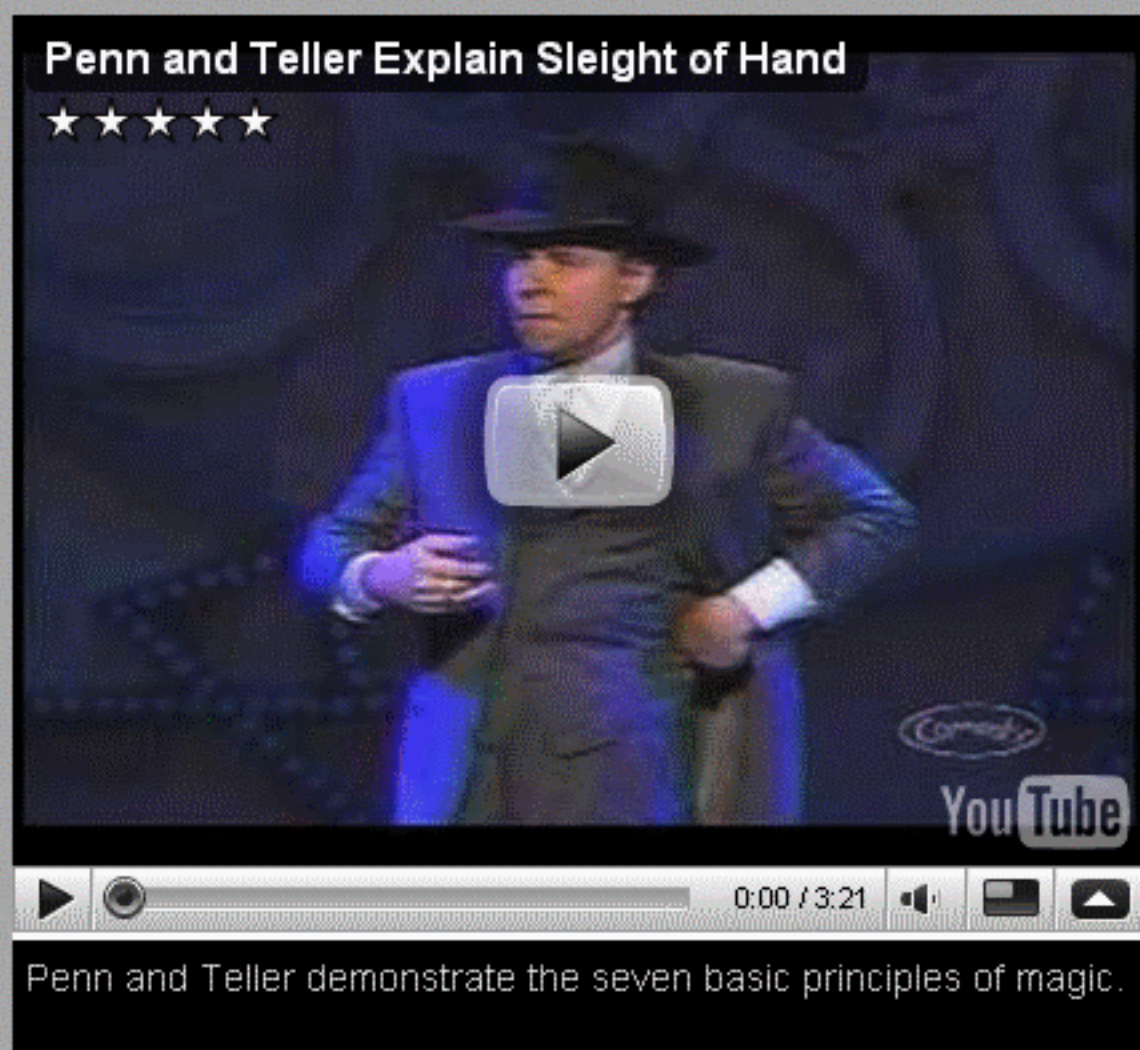 Penn and Teller Explain Sleight of Hand
YouTube
0:00 / 3:21
Penn and Teller demonstrate the seven basic principles of magic.